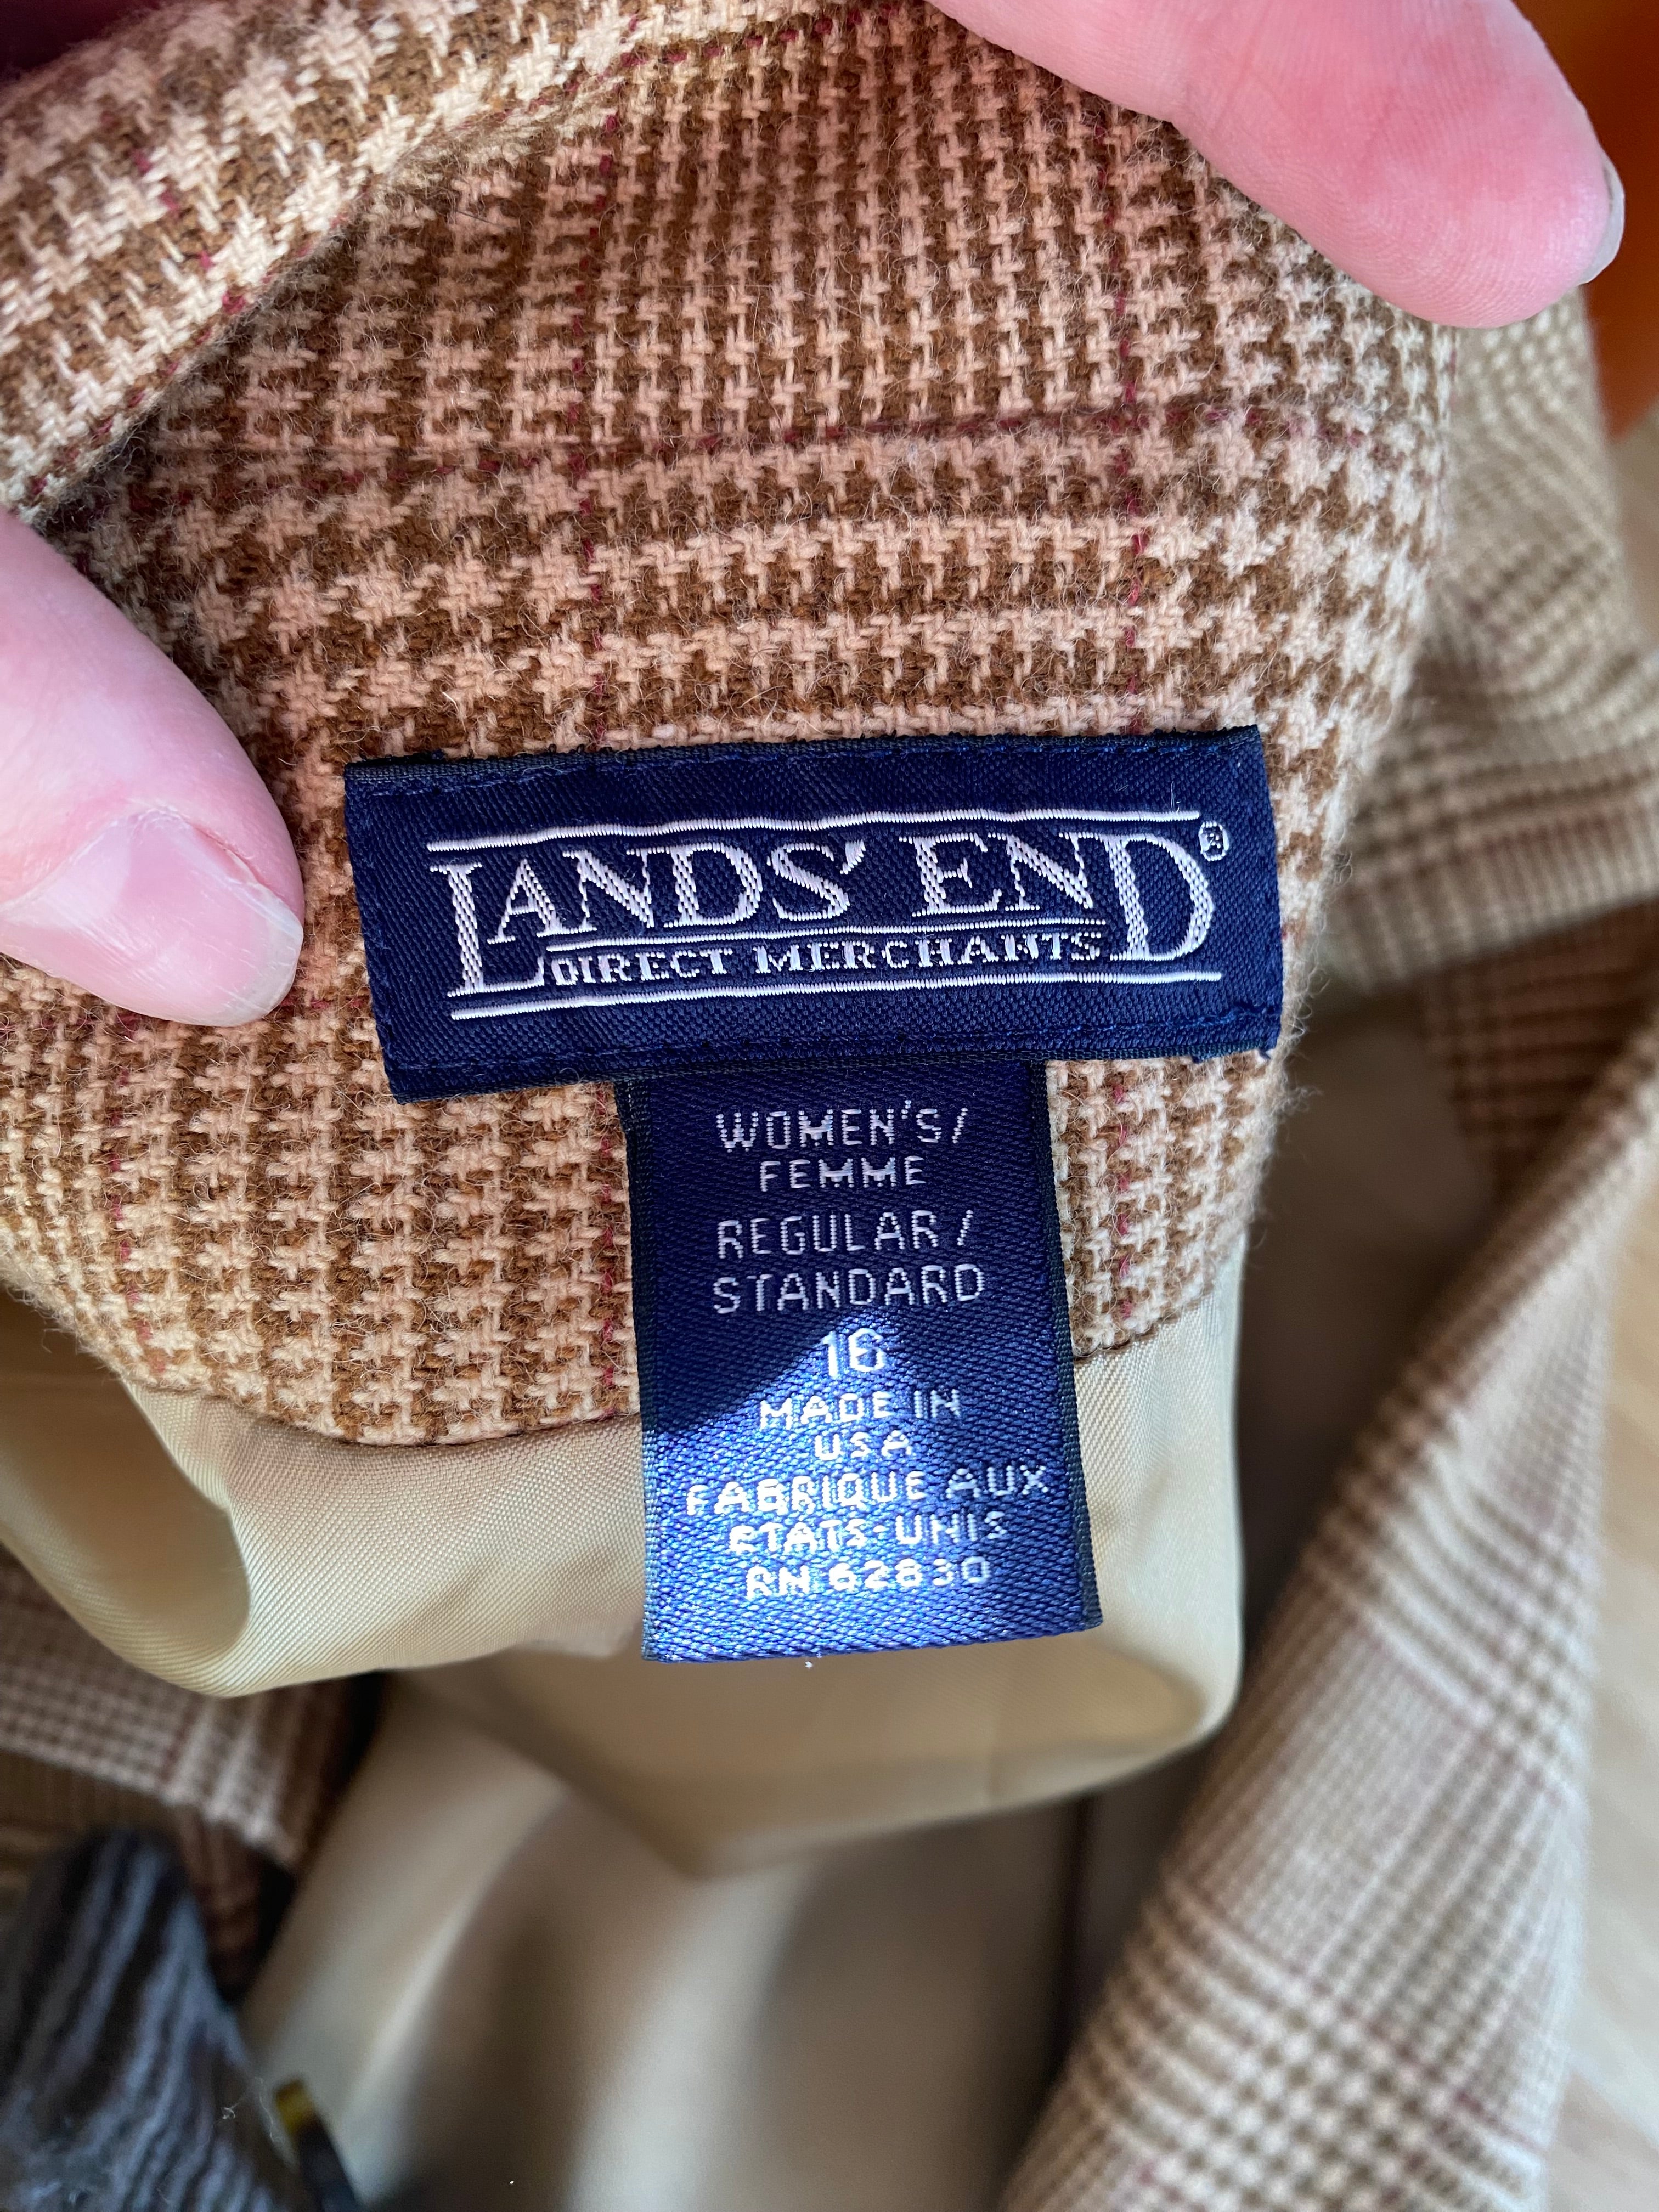 LANDS' END®
DIRECT MERCHANTS
WOMEN'S/
FEMME
REGULAR/
STANDARD
16
MADE IN
USA
FABRIQUE AUX
ETATS-UNIS
RN 62830